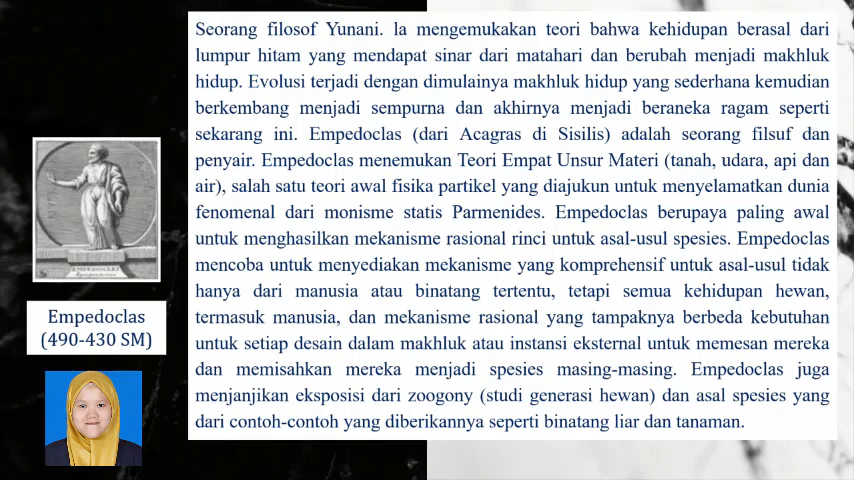 Seorang filosof Yunani. la mengemukakan teori bahwa kehidupan berasal dari
lumpur hitam yang mendapat sinar dari matahari dan berubah menjadi makhluk
hidup. Evolusi terjadi dengan dimulainya makhluk hidup yang sederhana kemudian
berkembang menjadi sempurna dan akhirnya menjadi beraneka ragam seperti
sekarang ini. Empedoclas (dari Acagras di Sisilis) adalah seorang filsuf dan
penyair. Empedoclas menemukan Teori Empat Unsur Materi (tanah, udara, api dan
air), salah satu teori awal fisika partikel yang diajukun untuk menyelamatkan dunia
fenomenal dari monisme statis Parmenides. Empedoclas berupaya paling awal
untuk menghasilkan mekanisme rasional rinci untuk asal-usul spesies. Empedoclas
mencoba untuk menyediakan mekanisme yang komprehensif untuk asal-usul tidak
hanya dari manusia atau binatang tertentu, tetapi semua kehidupan hewan,
termasuk manusia, dan mekanisme rasional yang tampaknya berbeda kebutuhan
untuk setiap desain dalam makhluk atau instansi eksternal untuk memesan mereka
dan memisahkan mereka menjadi spesies masing-masing. Empedoclas juga
menjanjikan eksposisi dari zoogony (studi generasi hewan) dan asal spesies yang
dari contoh-contoh yang diberikannya seperti binatang liar dan tanaman.
Empedoclas
(490-430 SM)